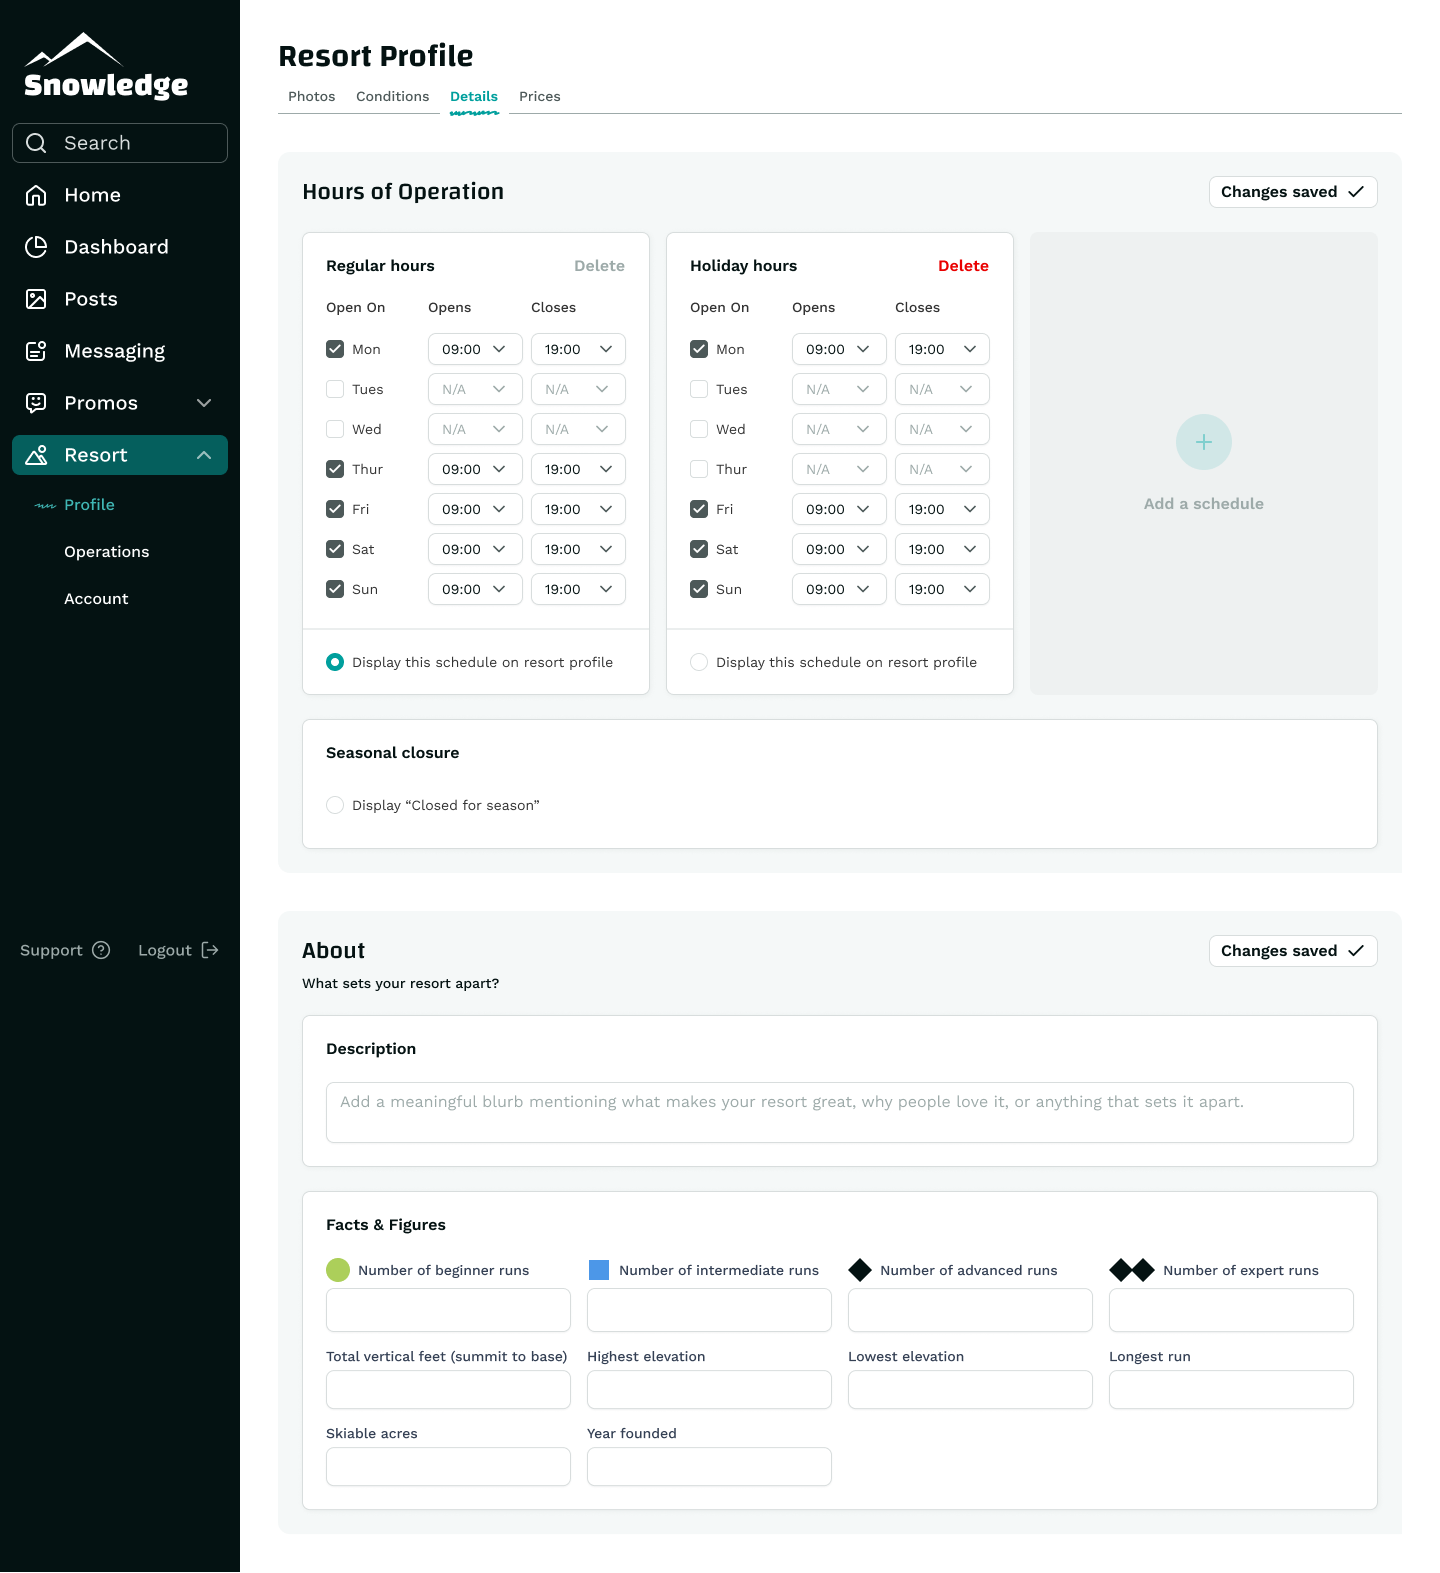 Snowledge
Search
Home
Dashboard
Posts
Messaging
Promos
Resort
Profile
Operations
Account
Support
Logout
Resort Profile
Photos Conditions Details Prices
Hours of Operation
Changes saved
Regular hours Delete
Open On Opens Closes
Mon 09:00 19:00
Tues N/A N/A
Wed N/A N/A
Thur 09:00 19:00
Fri 09:00 19:00
Sat 09:00 19:00
Sun 09:00 19:00
Display this schedule on resort profile
Holiday hours Delete
Open On Opens Closes
Mon 09:00 19:00
Tues N/A N/A
Wed N/A N/A
Thur N/A N/A
Fri 09:00 19:00
Sat 09:00 19:00
Sun 09:00 19:00
Display this schedule on resort profile
Add a schedule
Seasonal closure
Display “Closed for season”
About
Changes saved
What sets your resort apart?
Description
Add a meaningful blurb mentioning what makes your resort great, why people love it, or anything that sets it apart.
Facts & Figures
Number of beginner runs
Number of intermediate runs
Number of advanced runs
Number of expert runs
Total vertical feet (summit to base)
Highest elevation
Lowest elevation
Longest run
Skiable acres
Year founded